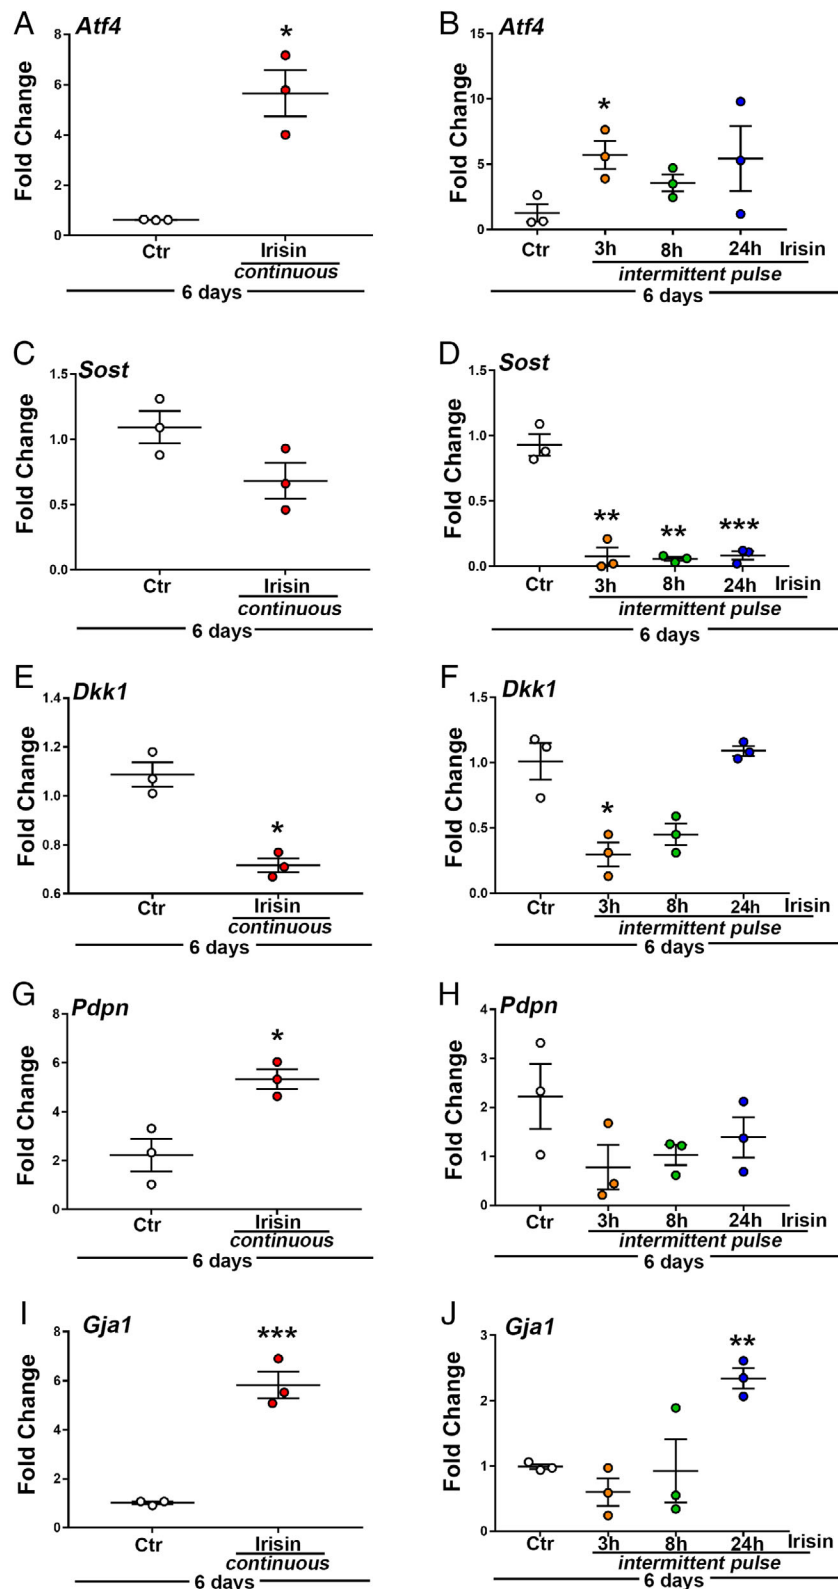 A Atf4 *
Fold Change
8
6
4
2
0
Ctr Irisin
continuous
6 days
B Atf4
*
Fold Change
15
10
5
0
Ctr 3h 8h 24h Irisin
intermittent pulse
6 days
C Sost
Fold Change
1.5
1.0
0.5
0.0
Ctr Irisin
continuous
6 days
D Sost
** ** ***
Fold Change
1.5
1.0
0.5
0.0
Ctr 3h 8h 24h Irisin
intermittent pulse
6 days
E Dkk1
*
Fold Change
1.4
1.2
1.0
0.8
0.6
Ctr Irisin
continuous
6 days
F Dkk1
*
Fold Change
1.5
1.0
0.5
0.0
Ctr 3h 8h 24h Irisin
intermittent pulse
6 days
G Pdpn
*
Fold Change
8
6
4
2
0
Ctr Irisin
continuous
6 days
H Pdpn
Fold Change
4
3
2
1
0
Ctr 3h 8h 24h Irisin
intermittent pulse
6 days
I Gja1 ***
Fold Change
8
6
4
2
0
Ctr Irisin
continuous
6 days
J Gja1 **
Fold Change
3
2
1
0
Ctr 3h 8h 24h Irisin
intermittent pulse
6 days